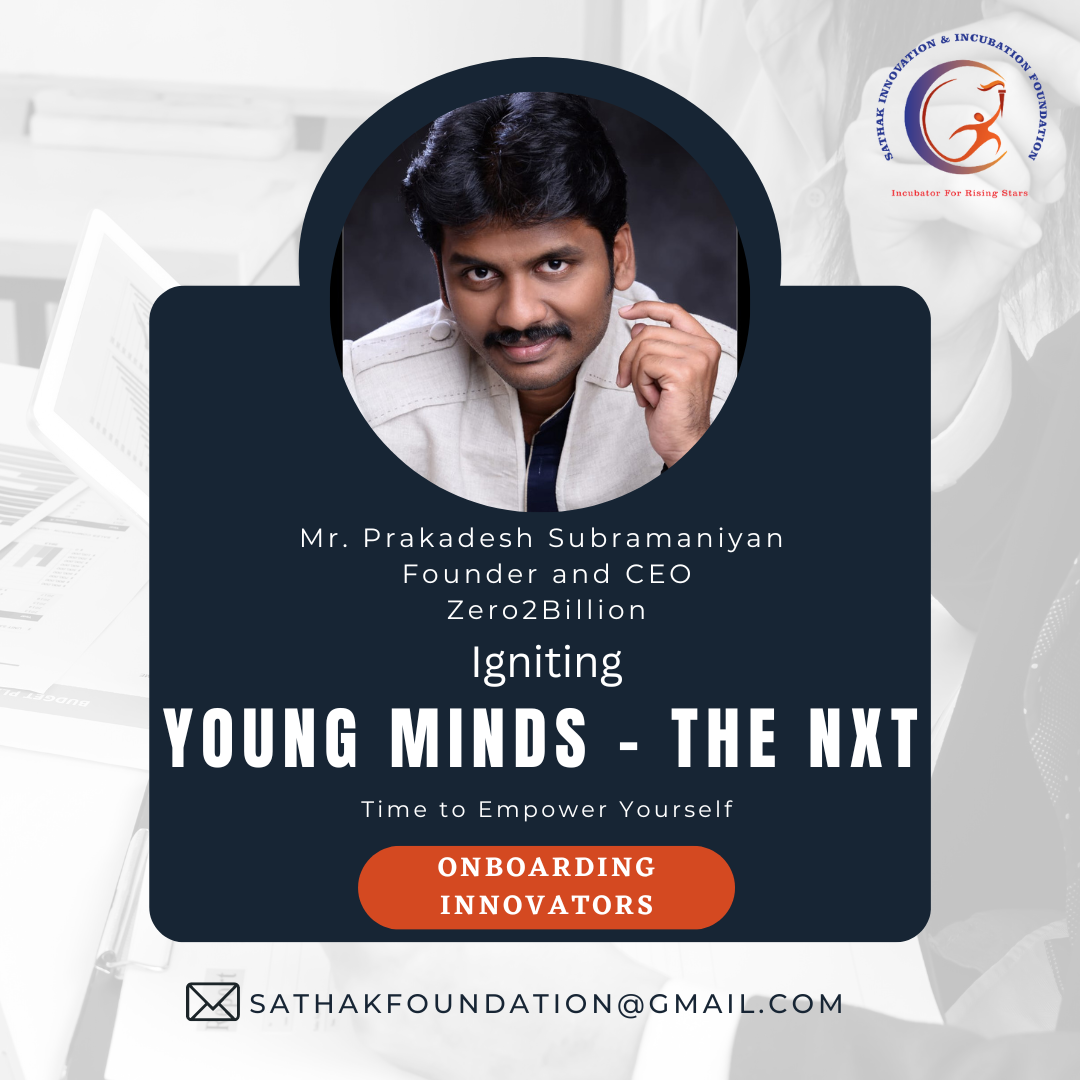 SATHAK INNOVATION & INCUBATION FOUNDATION
Incubator For Rising Stars
Mr. Prakadesh Subramaniyan
Founder and CEO
Zero2Billion
Igniting
YOUNG MINDS - THE NXT
Time to Empower Yourself
ONBOARDING
INNOVATORS
SATHAKFOUNDATION@GMAIL.COM